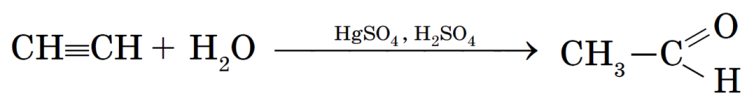 CH≡CH + H₂O HgSO₄, H₂SO₄ CH₃ – C O
H